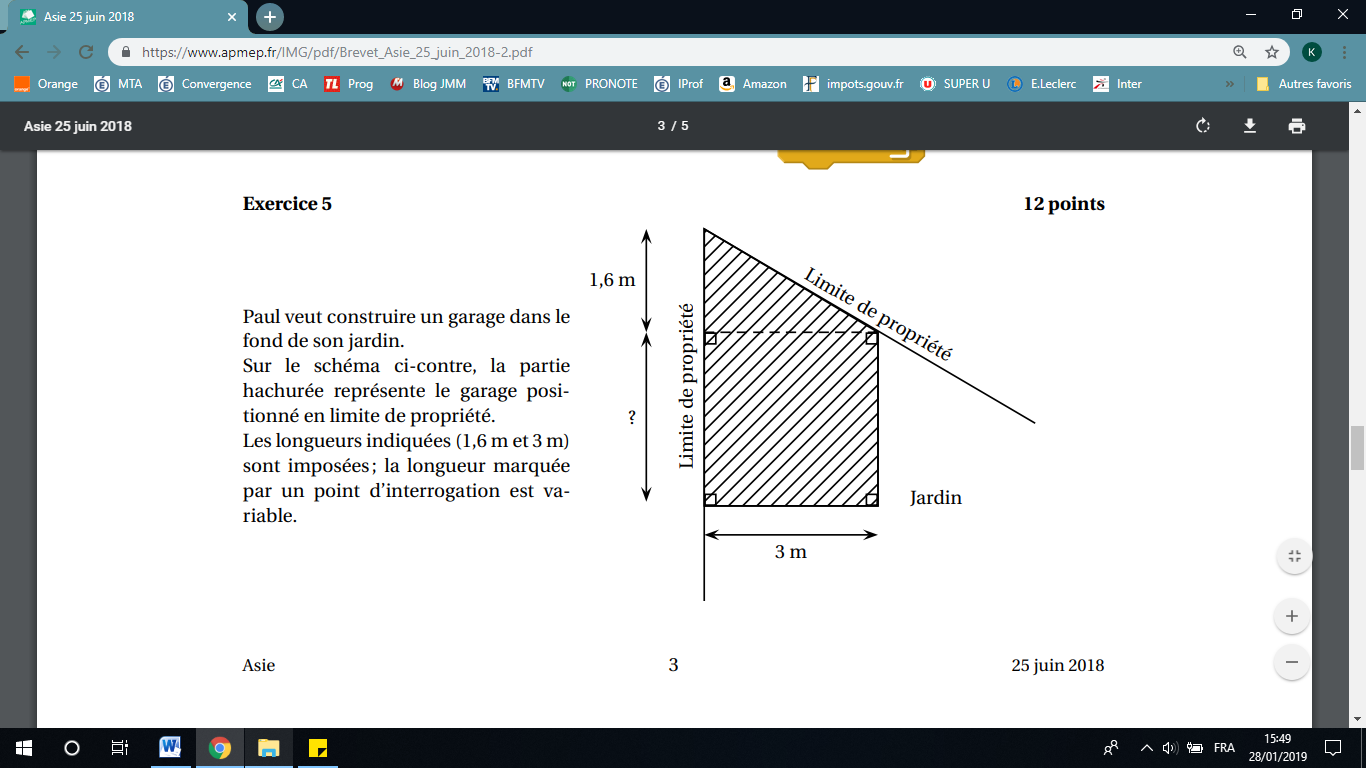 Asie 25 juin 2018
https://www.apmep.fr/IMG/pdf/Brevet_Asie_25_juin_2018-2.pdf
K
Orange MTA Convergence CA Prog Blog JMM BFMTV PRONOTE IProf Amazon impots.gouv.fr SUPER U E.Leclerc Inter » Autres favoris
Asie 25 juin 2018 3 / 5
Exercice 5 12 points
1,6 m
Limite de propriété
Limite de propriété
?
Paul veut construire un garage dans le
fond de son jardin.
Sur le schéma ci-contre, la partie
hachurée représente le garage posi-
tionné en limite de propriété.
Les longueurs indiquées (1,6 m et 3 m)
sont imposées ; la longueur marquée
par un point d'interrogation est va-
riable.
Jardin
3 m
Asie 3 25 juin 2018
FRA
15:49
28/01/2019